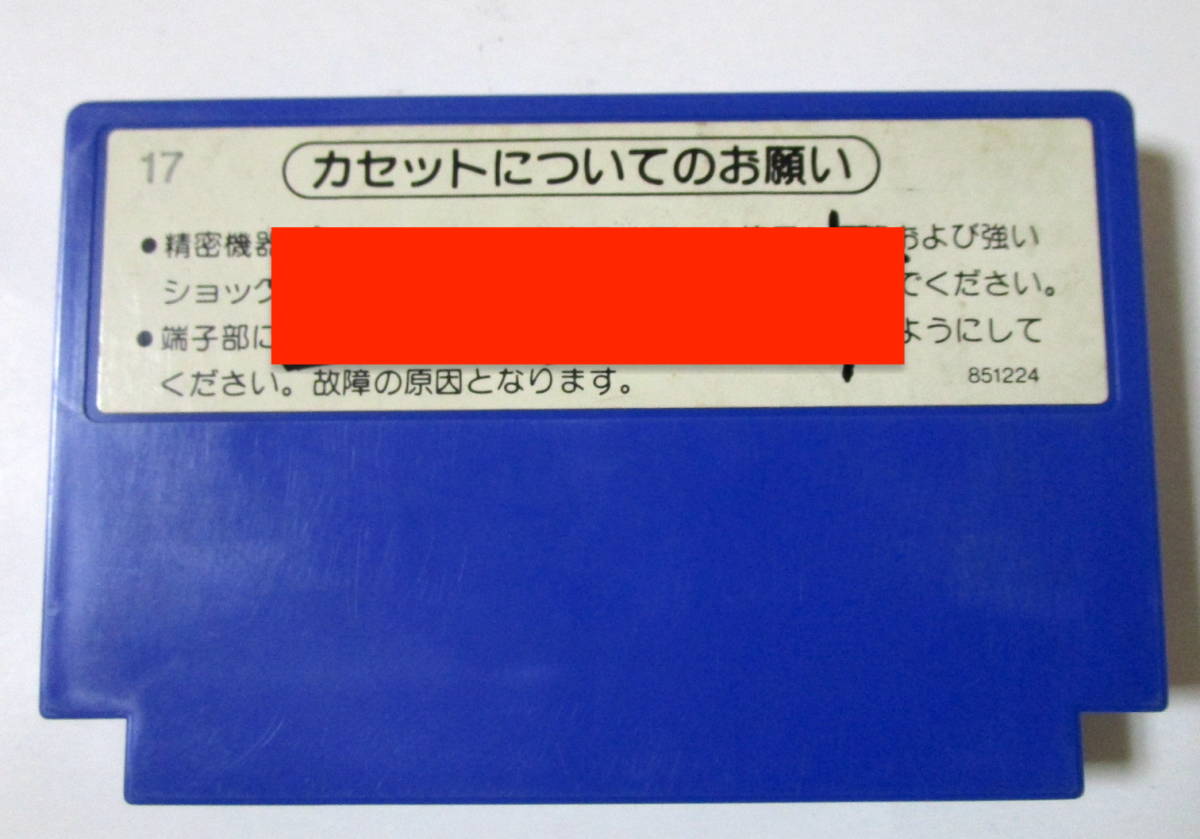 17
カセットについてのお願い
●精密機器 および強い
ショック でください。
●端子部に ようにして
ください。故障の原因となります。
851224